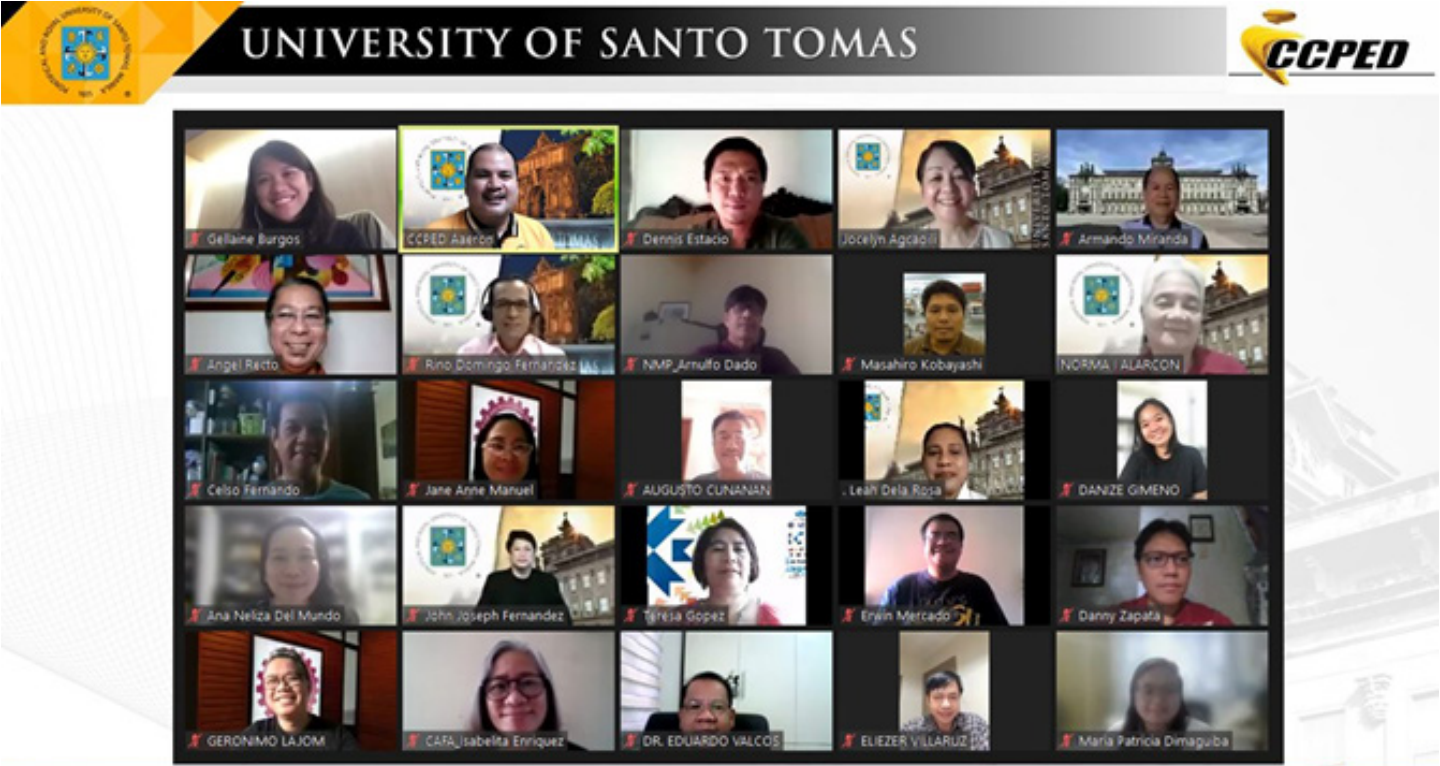 UNIVERSITY OF SANTO TOMAS
CCPED
Gellaine Burgos
CCPED Aaeron
Dennis Estacio
Jocelyn Agcaoili
Armando Miranda
Angel Recto
Rino Domingo Fernandez
NMP_Arnulfo Dado
Masahiro Kobayashi
NORMA I ALARCON
Celso Fernando
Jane Anne Manuel
AUGUSTO CUNANAN
. Leah Dela Rosa
DANIZE GIMENO
Ana Neliza Del Mundo
John Joseph Fernandez
Teresa Gopez
Erwin Mercado
Danny Zapata
GERONIMO LAJOM
CAFA_Isabelita Enriquez
DR. EDUARDO VALCOS
ELIEZER VILLARUZ
Maria Patricia Dimaguiba